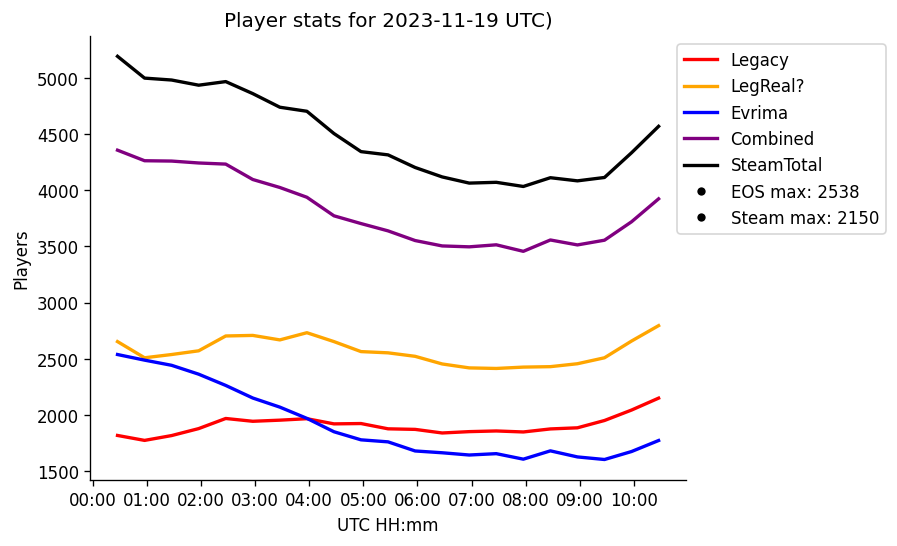 Player stats for 2023-11-19 UTC)
Players
5000
4500
4000
3500
3000
2500
2000
1500
00:00 01:00 02:00 03:00 04:00 05:00 06:00 07:00 08:00 09:00 10:00
UTC HH:mm
Legacy
LegReal?
Evrima
Combined
SteamTotal
EOS max: 2538
Steam max: 2150